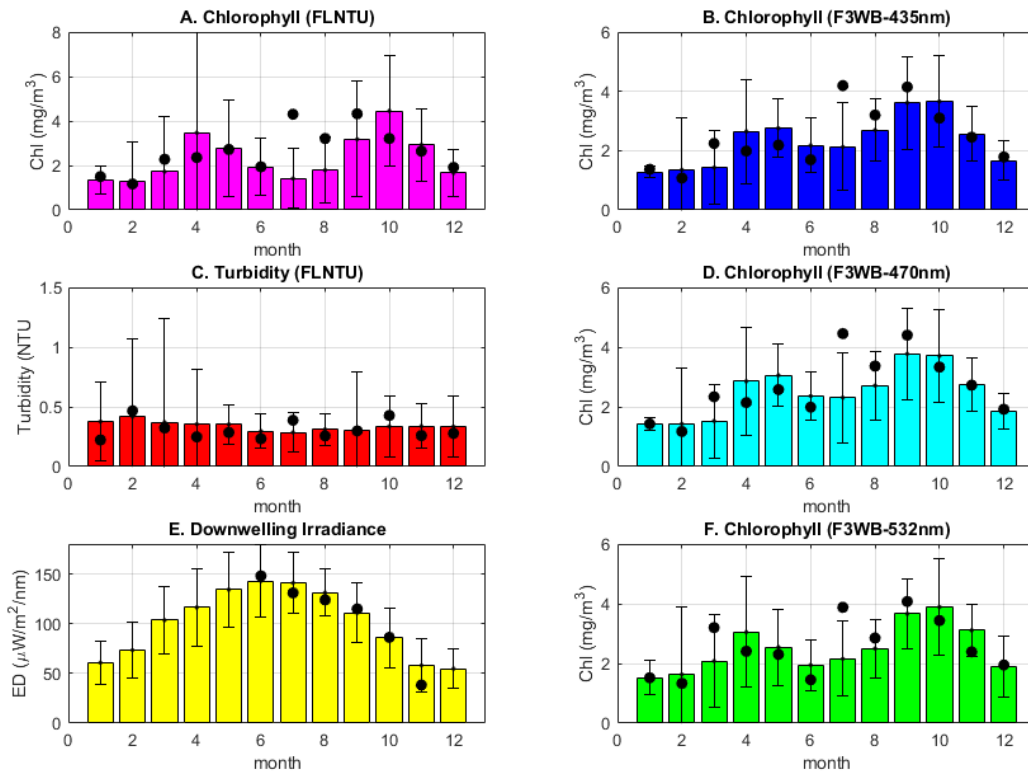 A. Chlorophyll (FLNTU)
Chl (mg/m³)
8
6
4
2
0
0 2 4 6 8 10 12
month
B. Chlorophyll (F3WB-435nm)
Chl (mg/m³)
6
4
2
0
0 2 4 6 8 10 12
month
C. Turbidity (FLNTU)
Turbidity (NTU
1.5
1
0.5
0
0 2 4 6 8 10 12
month
D. Chlorophyll (F3WB-470nm)
Chl (mg/m³)
6
4
2
0
0 2 4 6 8 10 12
month
E. Downwelling Irradiance
ED (μW/m²/nm)
150
100
50
0
0 2 4 6 8 10 12
month
F. Chlorophyll (F3WB-532nm)
Chl (mg/m³)
6
4
2
0
0 2 4 6 8 10 12
month